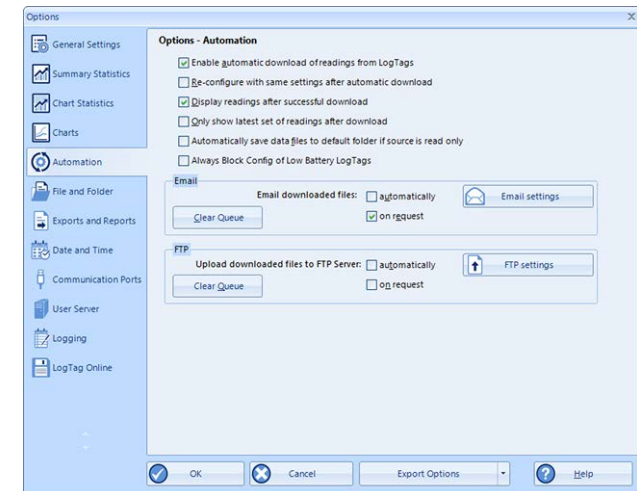 Options
x
General Settings
Summary Statistics
Chart Statistics
Charts
Automation
File and Folder
Exports and Reports
Date and Time
Communication Ports
User Server
Logging
LogTag Online
Options - Automation
Enable automatic download of readings from LogTags
Re-configure with same settings after automatic download
Display readings after successful download
Only show latest set of readings after download
Automatically save data files to default folder if source is read only
Always Block Config of Low Battery LogTags
Email
Email downloaded files: automatically Email settings
Clear Queue on request
FTP
Upload downloaded files to FTP Server: automatically FTP settings
Clear Queue on request
OK Cancel Export Options Help